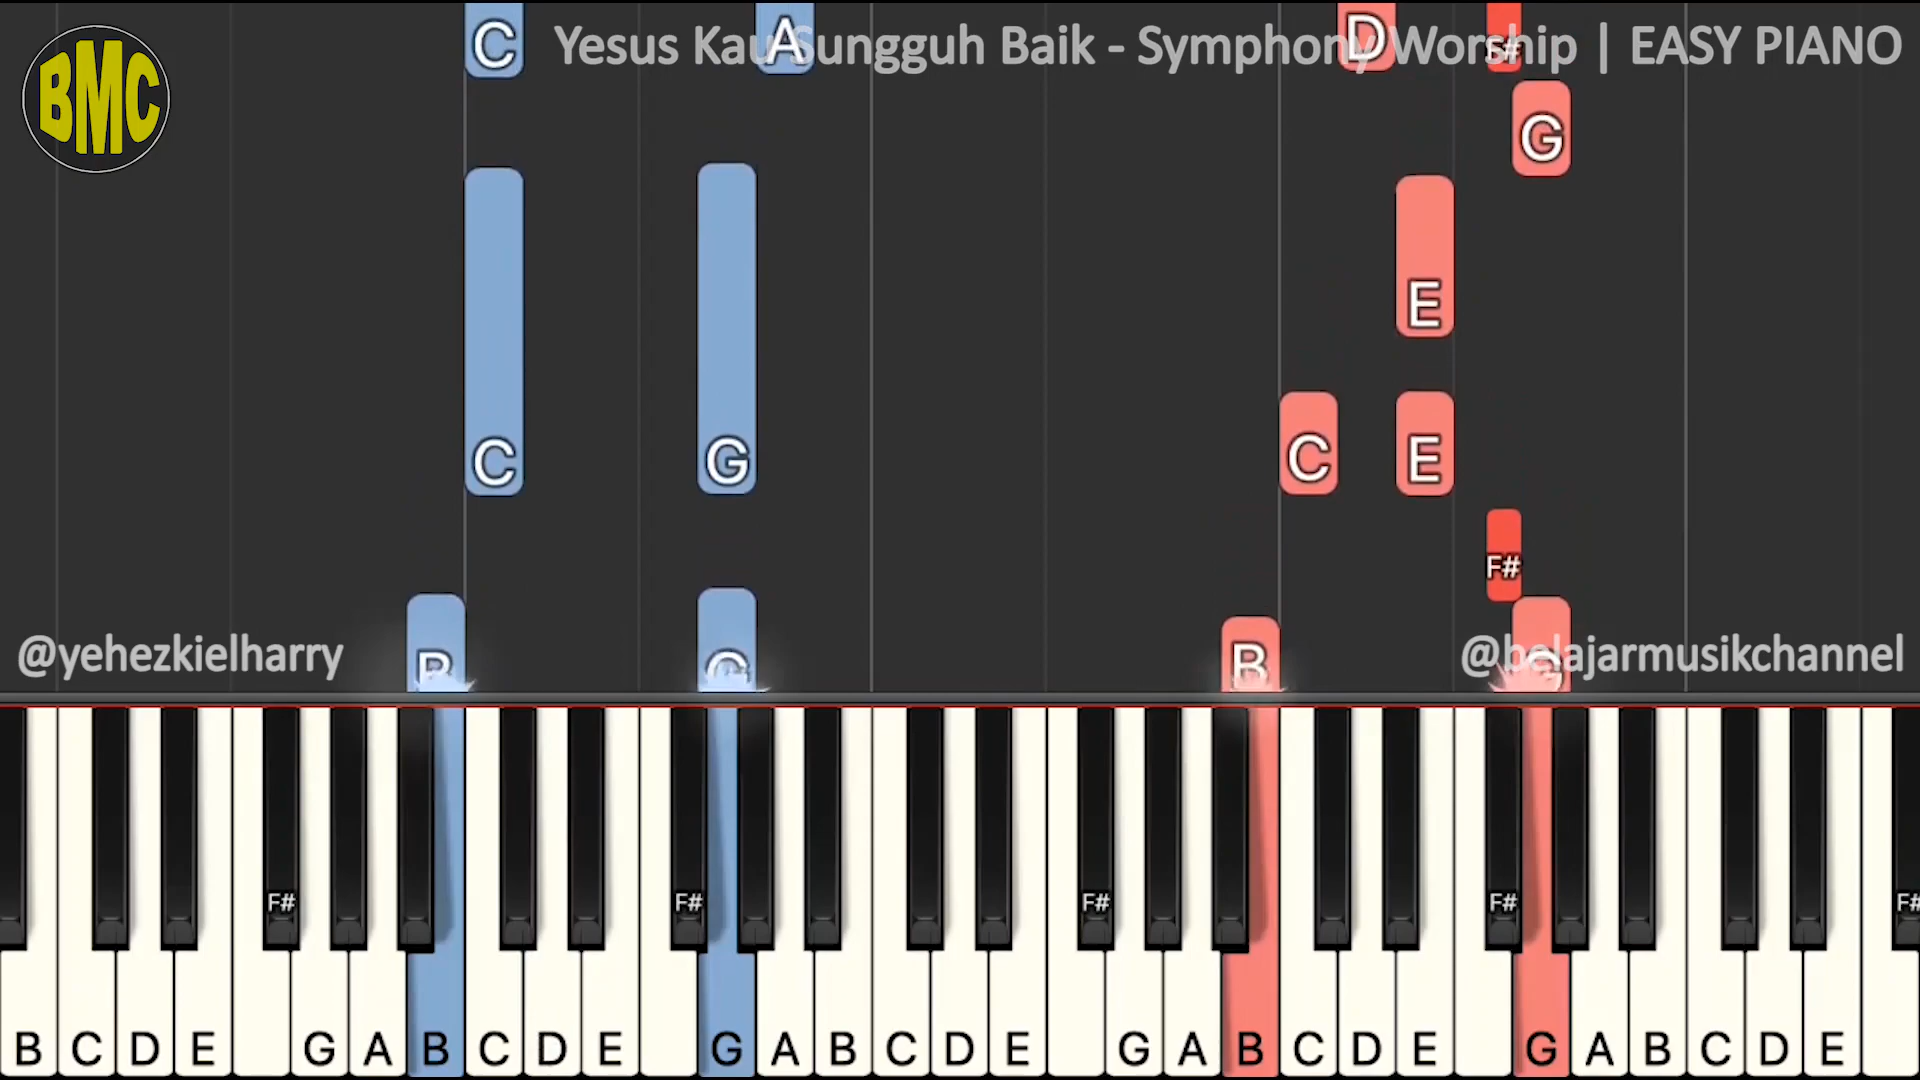 BMC
Yesus Kau Sungguh Baik - Symphony Worship | EASY PIANO
C A D F#
G
E
C G C E
F#
B G B G
@yehezkielharry @belajarmusikchannel
F# F# F# F# F#
B C D E G A B C D E G A B C D E G A B C D E G A B C D E